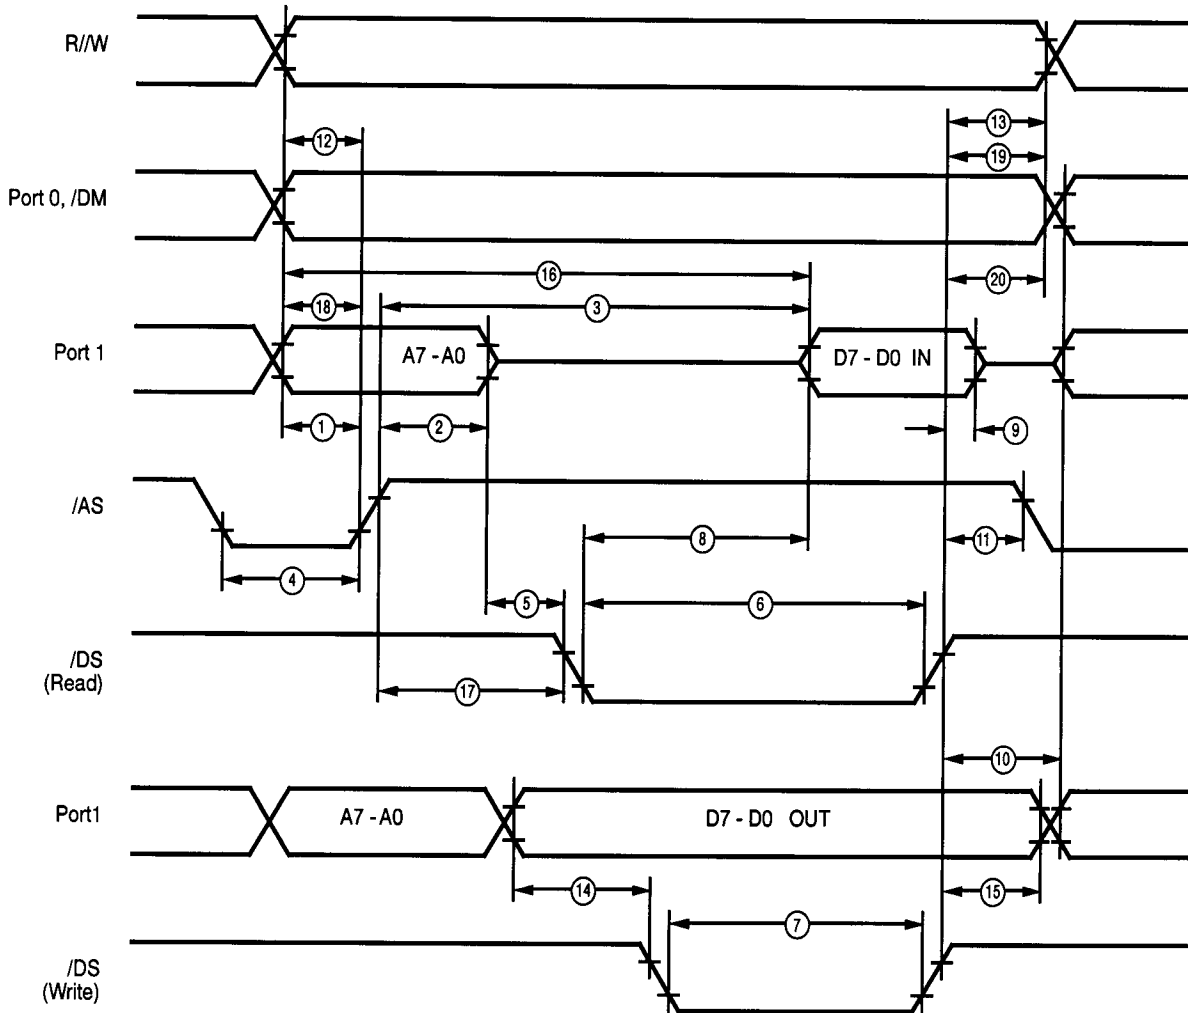 R//W
12
13
19
Port 0, /DM
16
20
18
3
Port 1
A7 - A0
D7 - D0 IN
1
2
9
/AS
8
11
4
5
6
/DS
(Read)
17
10
Port1
A7 - A0
D7 - D0 OUT
14
15
7
/DS
(Write)